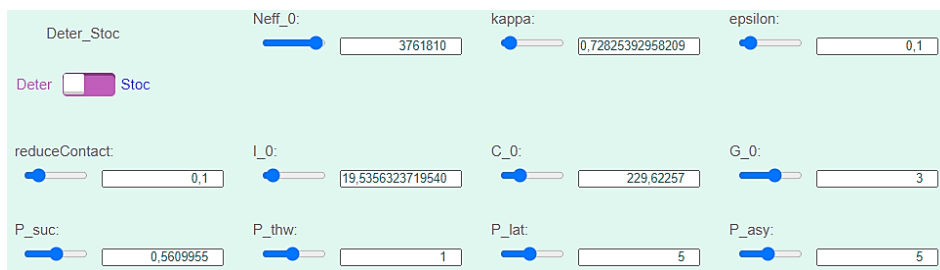 Deter_Stoc
Neff_0: kappa: epsilon:
3761810 0,72825392958209 0,1
Deter Stoc
reduceContact: I_0: C_0: G_0:
0,1 19,5356323719540 229,62257 3
P_suc: P_thw: P_lat: P_asy:
0,5609955 1 5 5